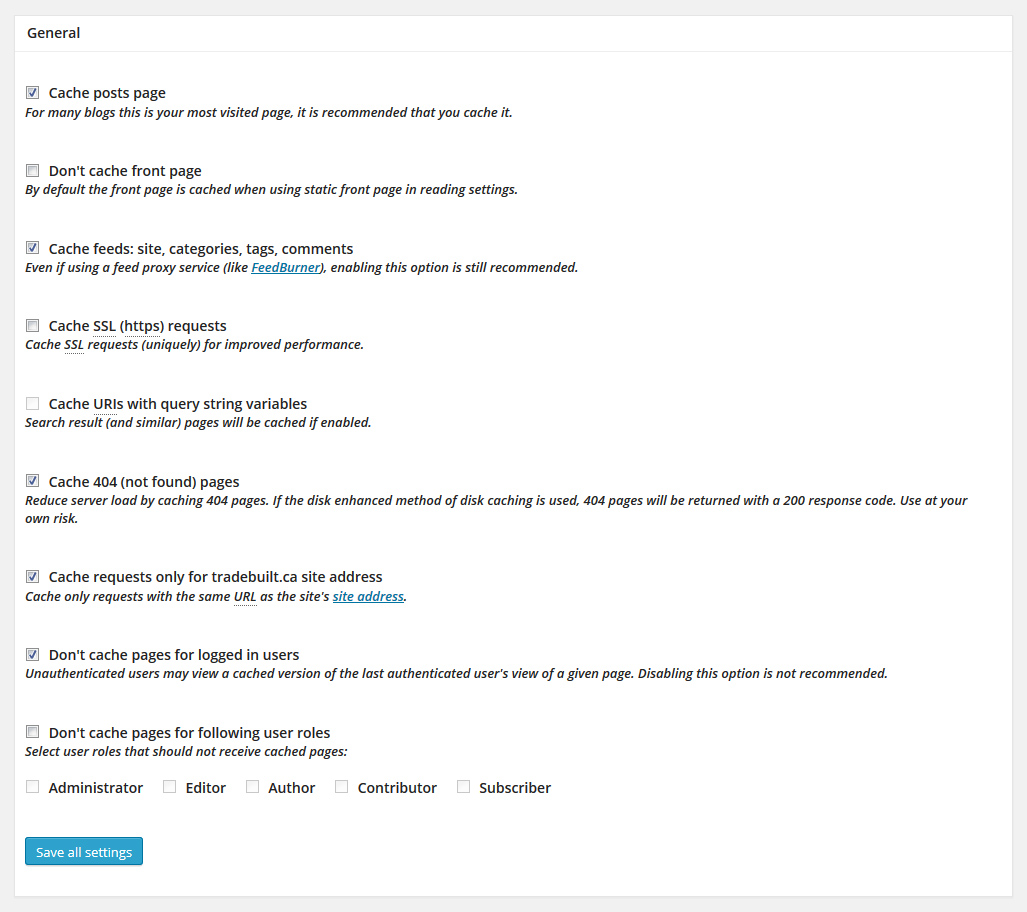 General
Cache posts page
For many blogs this is your most visited page, it is recommended that you cache it.
Don't cache front page
By default the front page is cached when using static front page in reading settings.
Cache feeds: site, categories, tags, comments
Even if using a feed proxy service (like FeedBurner), enabling this option is still recommended.
Cache SSL (https) requests
Cache SSL requests (uniquely) for improved performance.
Cache URIs with query string variables
Search result (and similar) pages will be cached if enabled.
Cache 404 (not found) pages
Reduce server load by caching 404 pages. If the disk enhanced method of disk caching is used, 404 pages will be returned with a 200 response code. Use at your
own risk.
Cache requests only for tradebuilt.ca site address
Cache only requests with the same URL as the site's site address.
Don't cache pages for logged in users
Unauthenticated users may view a cached version of the last authenticated user's view of a given page. Disabling this option is not recommended.
Don't cache pages for following user roles
Select user roles that should not receive cached pages:
Administrator Editor Author Contributor Subscriber
Save all settings